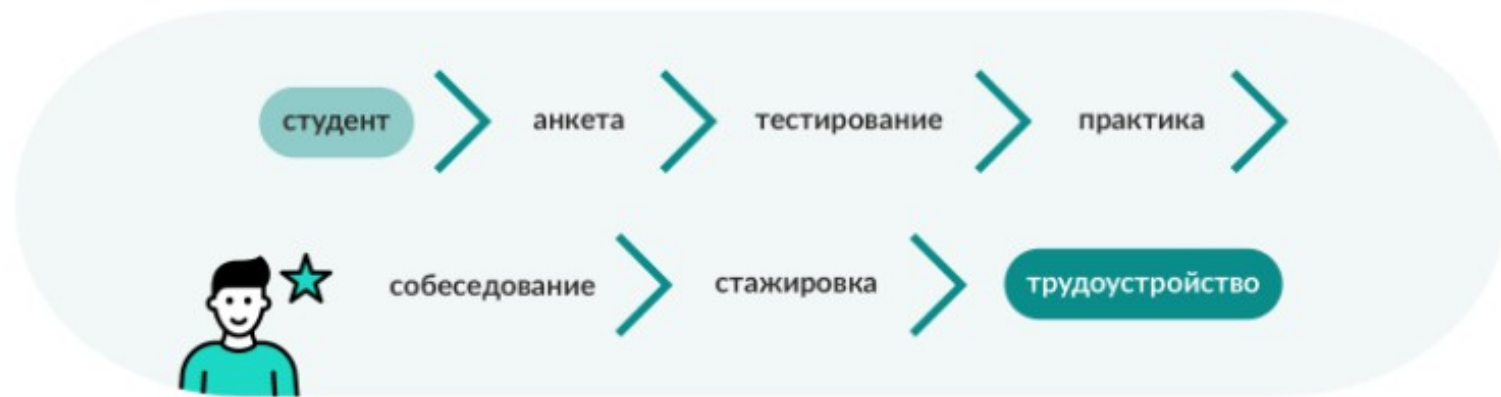 студент анкета тестирование практика
собеседование стажировка трудоустройство